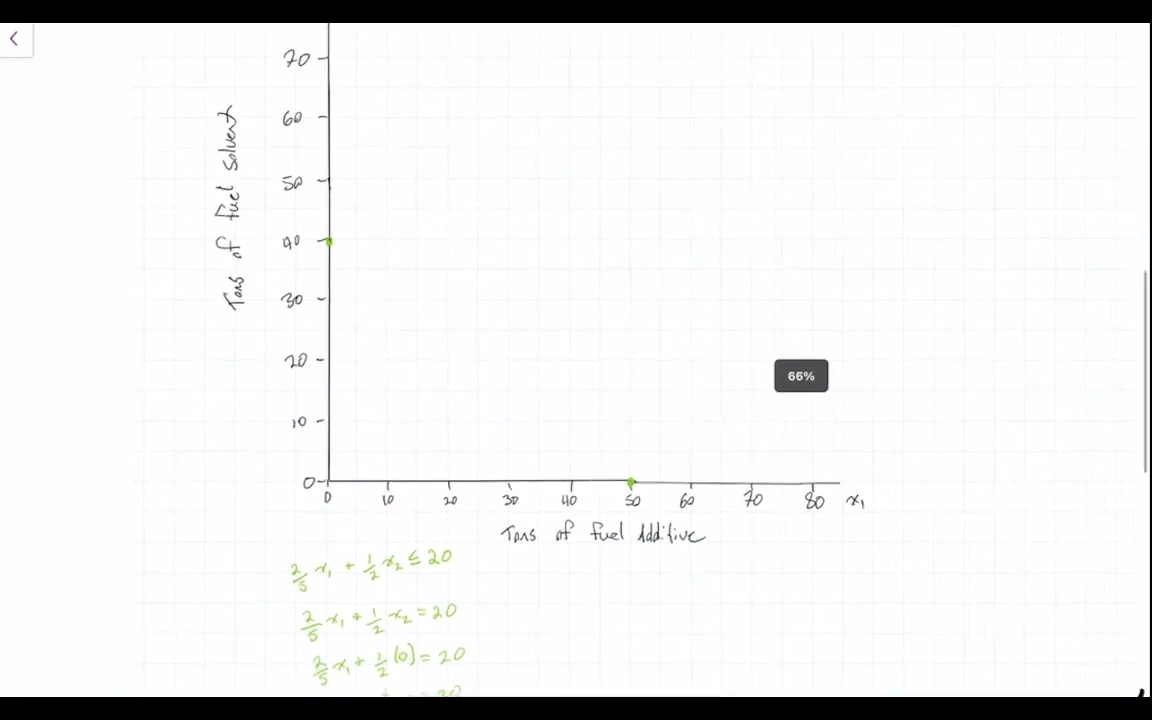 70
60
50
40
30
20
10
0
Tons of fuel solvent
66%
0 10 20 30 40 50 60 70 80 x₁
Tons of fuel Additive
2/5 x₁ + 1/2 x₂ ≤ 20
2/5 x₁ + 1/2 x₂ = 20
2/5 x₁ + 1/2 (0) = 20